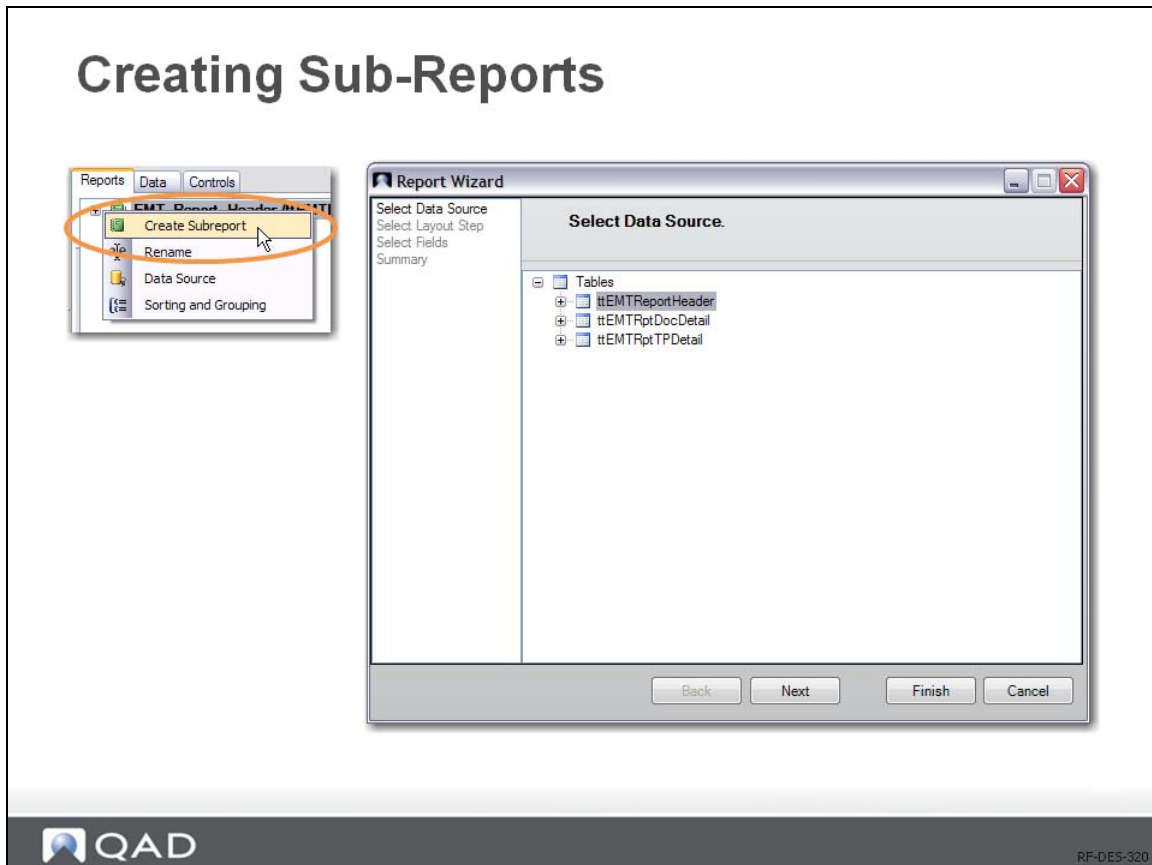 Creating Sub-Reports
Reports Data Controls
EMT_Report_Header
Create Subreport
Rename
Data Source
Sorting and Grouping
Report Wizard
Select Data Source
Select Layout Step
Select Fields
Summary
Select Data Source.
Tables
ttEMTReportHeader
ttEMTRptDocDetail
ttEMTRptTPDetail
Back Next Finish Cancel
QAD
RF-DES-320